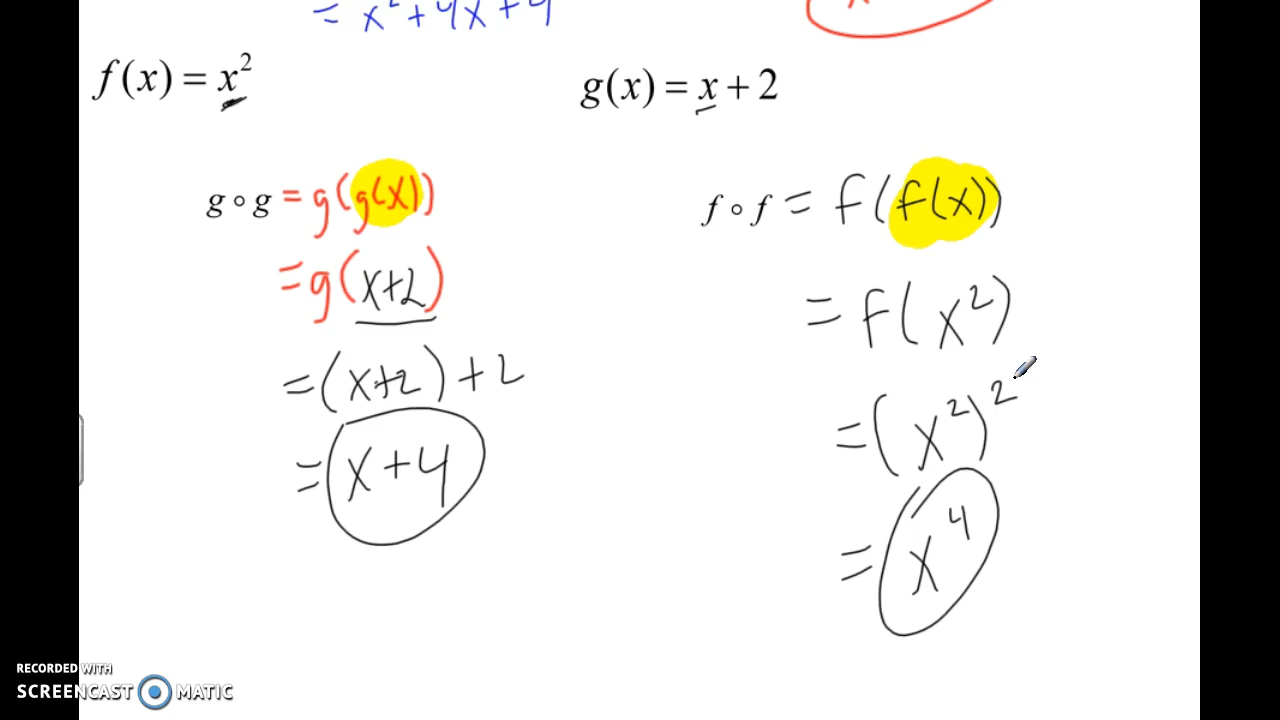 = x² + 4x + 4
f(x) = x²
g(x) = x + 2
g ∘ g = g(g(x))
= g(x+2)
= (x+2) + 2
= x + 4
f ∘ f = f(f(x))
= f(x²)
= (x²)²
= x⁴
RECORDED WITH
SCREENCAST MATIC